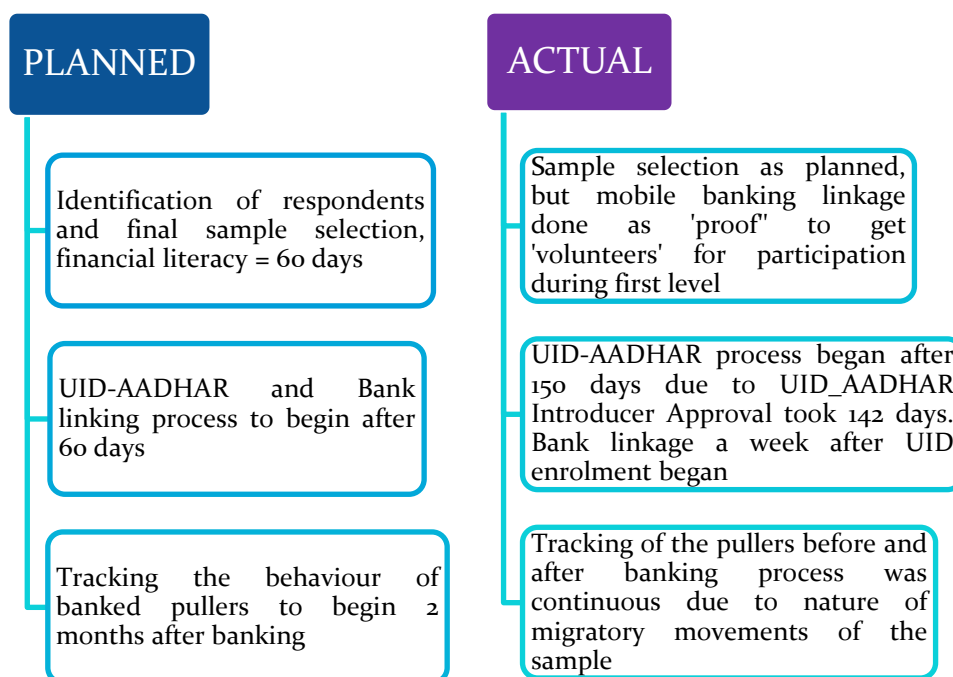 PLANNED
Identification of respondents
and final sample selection,
financial literacy = 60 days
UID-AADHAR and Bank
linking process to begin after
60 days
Tracking the behaviour of
banked pullers to begin 2
months after banking
ACTUAL
Sample selection as planned,
but mobile banking linkage
done as 'proof" to get
'volunteers' for participation
during first level
UID-AADHAR process began after
150 days due to UID_AADHAR
Introducer Approval took 142 days.
Bank linkage a week after UID
enrolment began
Tracking of the pullers before and
after banking process was
continuous due to nature of
migratory movements of the
sample